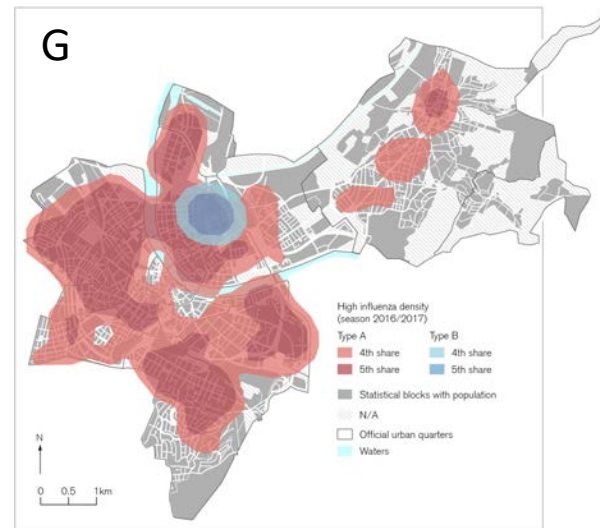 G
High influenza density
(season 2016/2017)
Type A Type B
4th share 4th share
5th share 5th share
Statistical blocks with population
N/A
Official urban quarters
Waters
N
0 0.5 1km